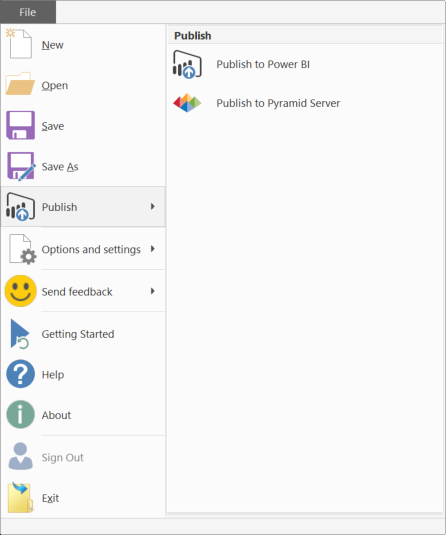 File
New
Open
Save
Save As
Publish
Options and settings
Send feedback
Getting Started
Help
About
Sign Out
Exit
Publish
Publish to Power BI
Publish to Pyramid Server